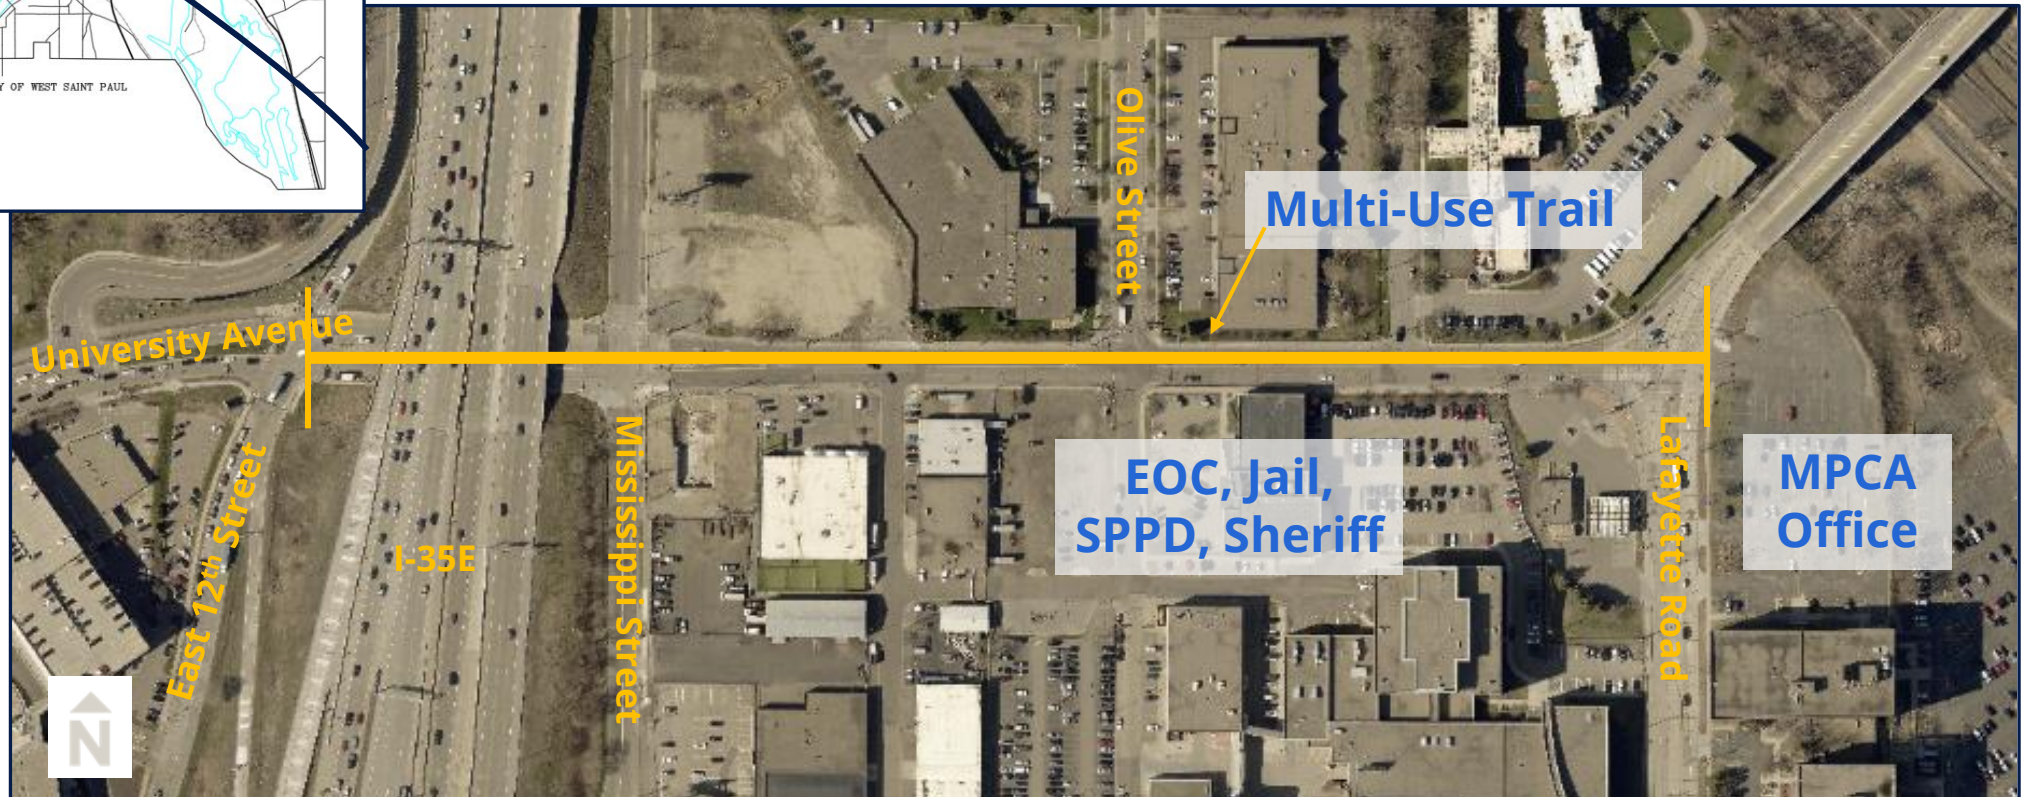 Y OF WEST SAINT PAUL
Olive Street
Multi-Use Trail
University Avenue
East 12th Street
I-35E
Mississippi Street
EOC, Jail,
SPPD, Sheriff
Lafayette Road
MPCA
Office
N